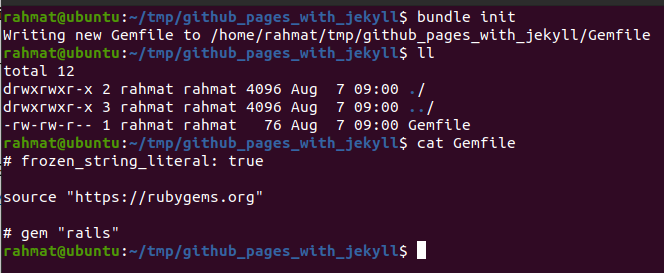 rahmat@ubuntu:~/tmp/github_pages_with_jekyll$ bundle init
Writing new Gemfile to /home/rahmat/tmp/github_pages_with_jekyll/Gemfile
rahmat@ubuntu:~/tmp/github_pages_with_jekyll$ ll
total 12
drwxrwxr-x 2 rahmat rahmat 4096 Aug  7 09:00 ./
drwxrwxr-x 3 rahmat rahmat 4096 Aug  7 09:00 ../
-rw-rw-r-- 1 rahmat rahmat   76 Aug  7 09:00 Gemfile
rahmat@ubuntu:~/tmp/github_pages_with_jekyll$ cat Gemfile
# frozen_string_literal: true

source "https://rubygems.org"

# gem "rails"
rahmat@ubuntu:~/tmp/github_pages_with_jekyll$